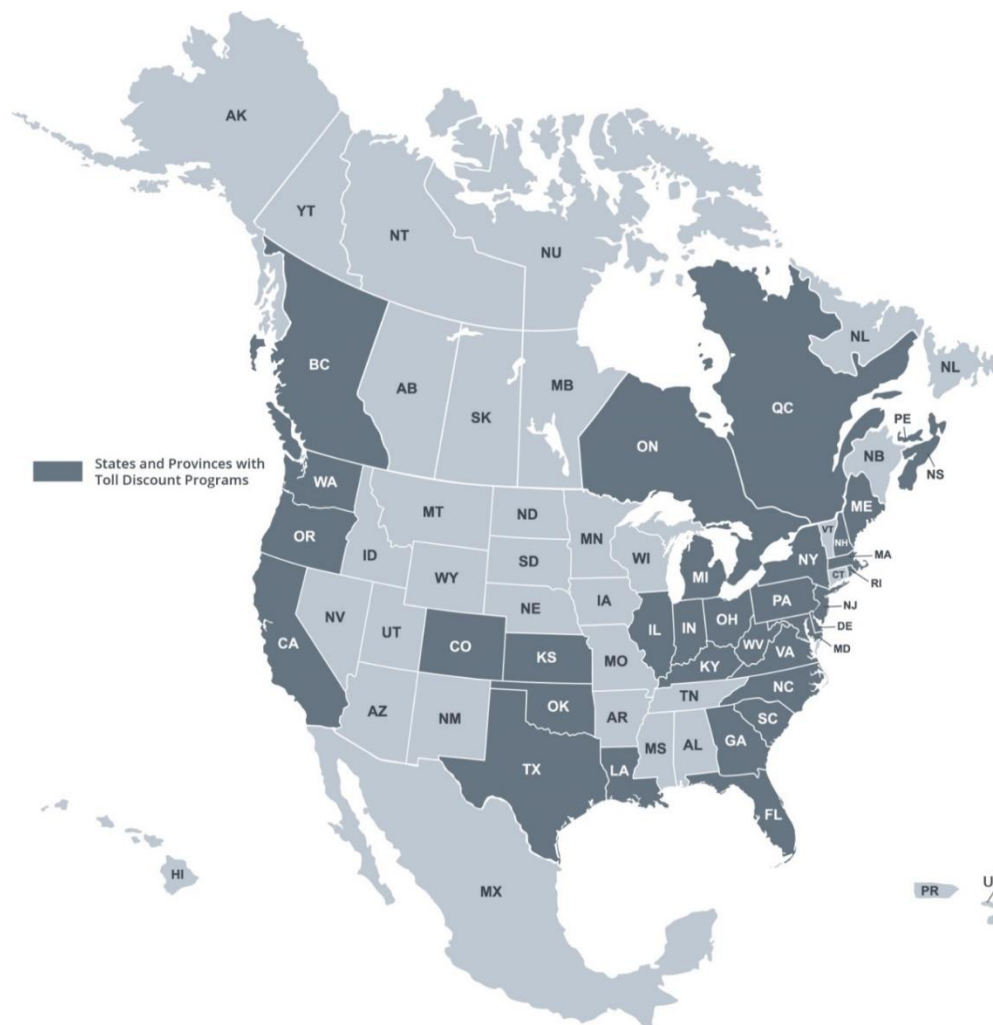 AK
YT
NT
NU
BC
AB
SK
MB
ON
QC
NL
NL
PE
NB
NS
States and Provinces with
Toll Discount Programs
WA
OR
MT
ID
WY
ND
SD
NE
MN
WI
IA
MI
NY
VT
NH
ME
MA
RI
CT
CA
NV
UT
CO
KS
MO
IL
IN
OH
PA
NJ
DE
MD
WV
VA
KY
AZ
NM
OK
AR
TN
NC
SC
TX
LA
MS
AL
GA
FL
HI
MX
PR
U